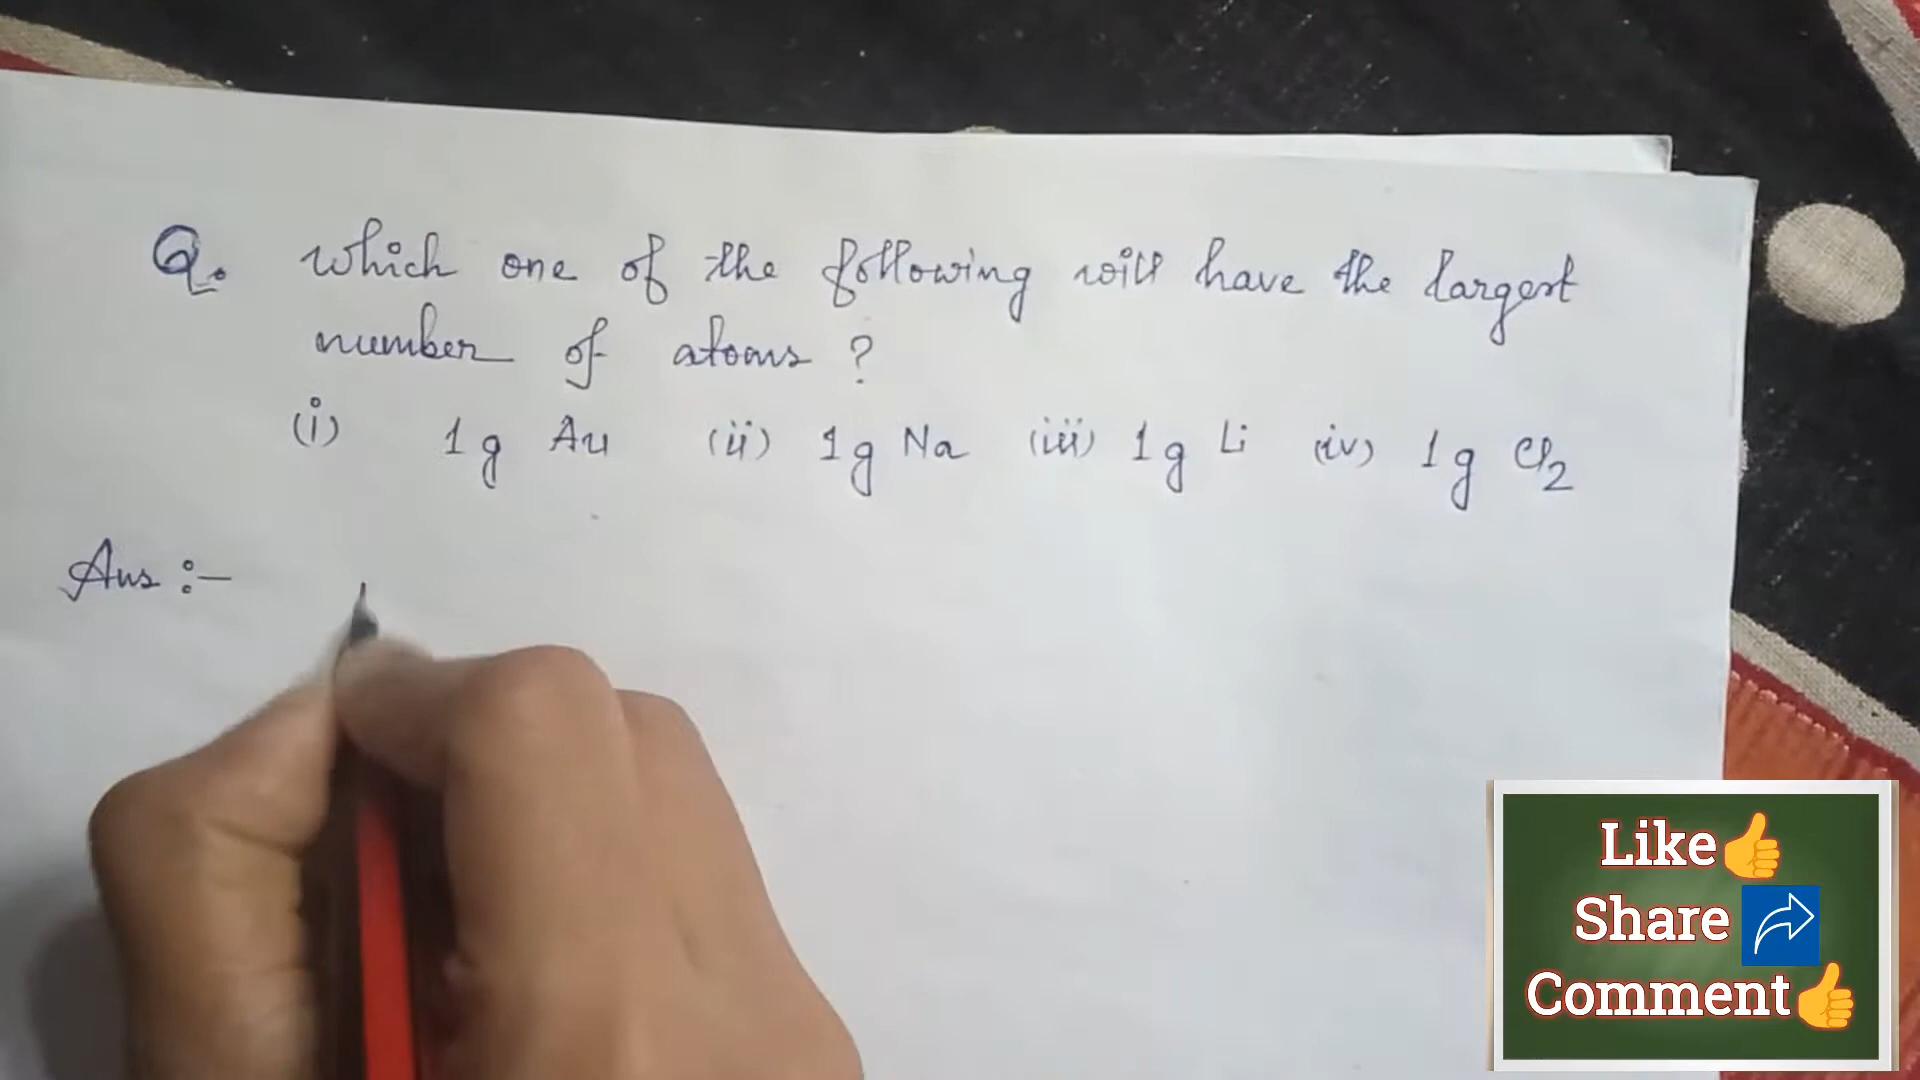 Q. which one of the following will have the largest
number of atoms ?
(i) 1g Au (ii) 1g Na (iii) 1g Li (iv) 1g Cl₂
Ans :–
Like👍
Share
Comment👍